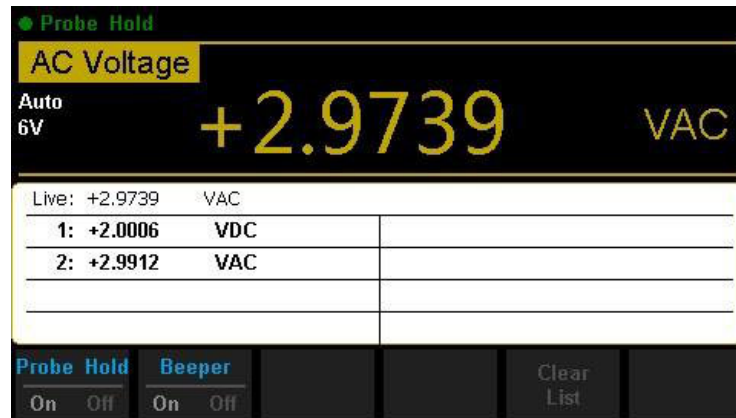 Probe Hold
AC Voltage
Auto
6V
+2.9739 VAC
Live: +2.9739 VAC
1: +2.0006 VDC
2: +2.9912 VAC
Probe Hold Beeper Clear
On Off On Off List